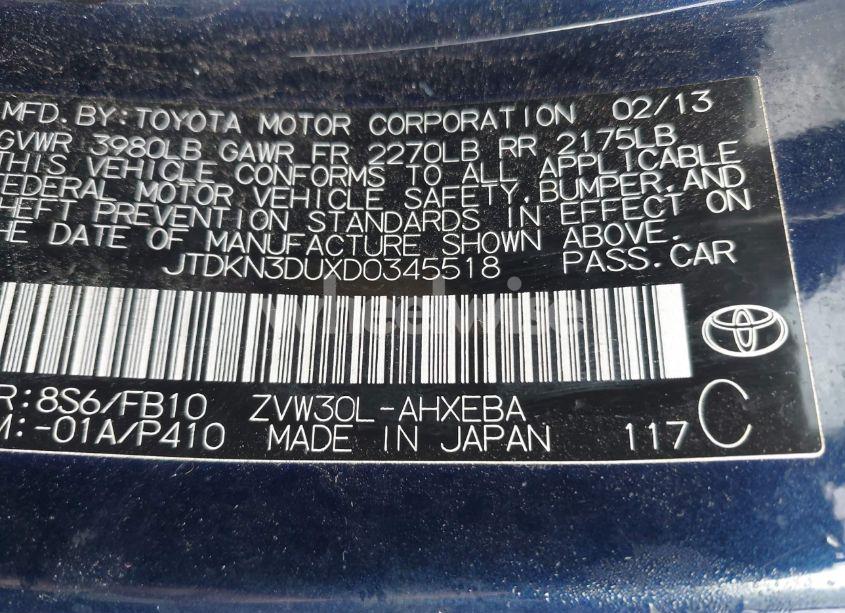 MFD. BY: TOYOTA MOTOR CORPORATION 02/13
GVWR 3980LB GAWR FR 2270LB RR 2175LB
THIS VEHICLE CONFORMS TO ALL APPLICABLE
FEDERAL MOTOR VEHICLE SAFETY, BUMPER, AND
THEFT PREVENTION STANDARDS IN EFFECT ON
THE DATE OF MANUFACTURE SHOWN ABOVE.
JTDKN3DUXD0345518 PASS. CAR
wheelwise
R: 8S6/FB10 ZVW30L-AHXEBA C
M: -01A/P410 MADE IN JAPAN 117